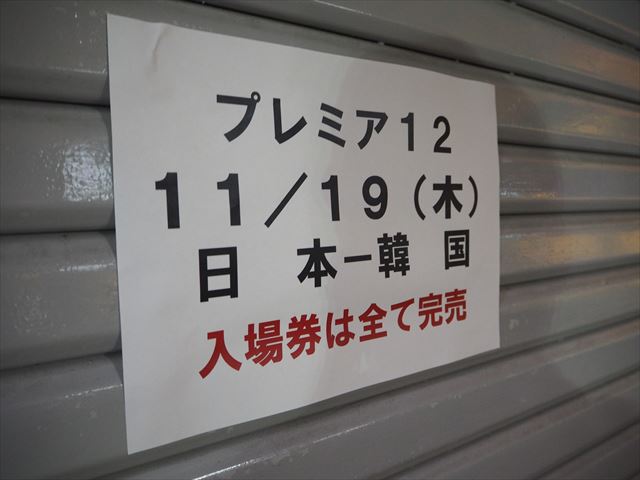 プレミア１２
１１／１９（木）
日　本ー韓　国
入場券は全て完売